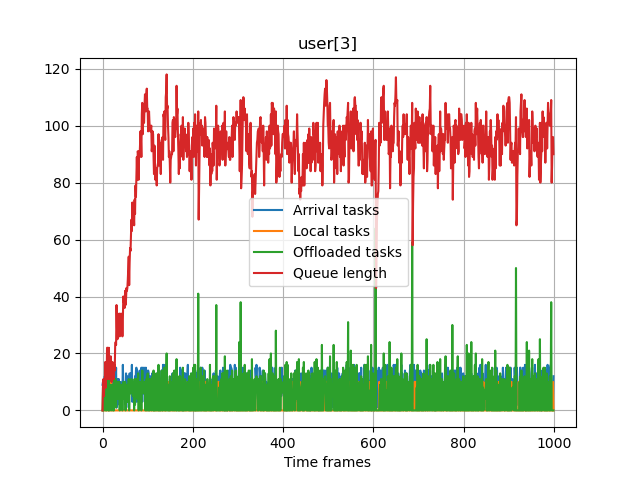 user[3]
120
100
80
60
40
20
0
Arrival tasks
Local tasks
Offloaded tasks
Queue length
0 200 400 600 800 1000
Time frames